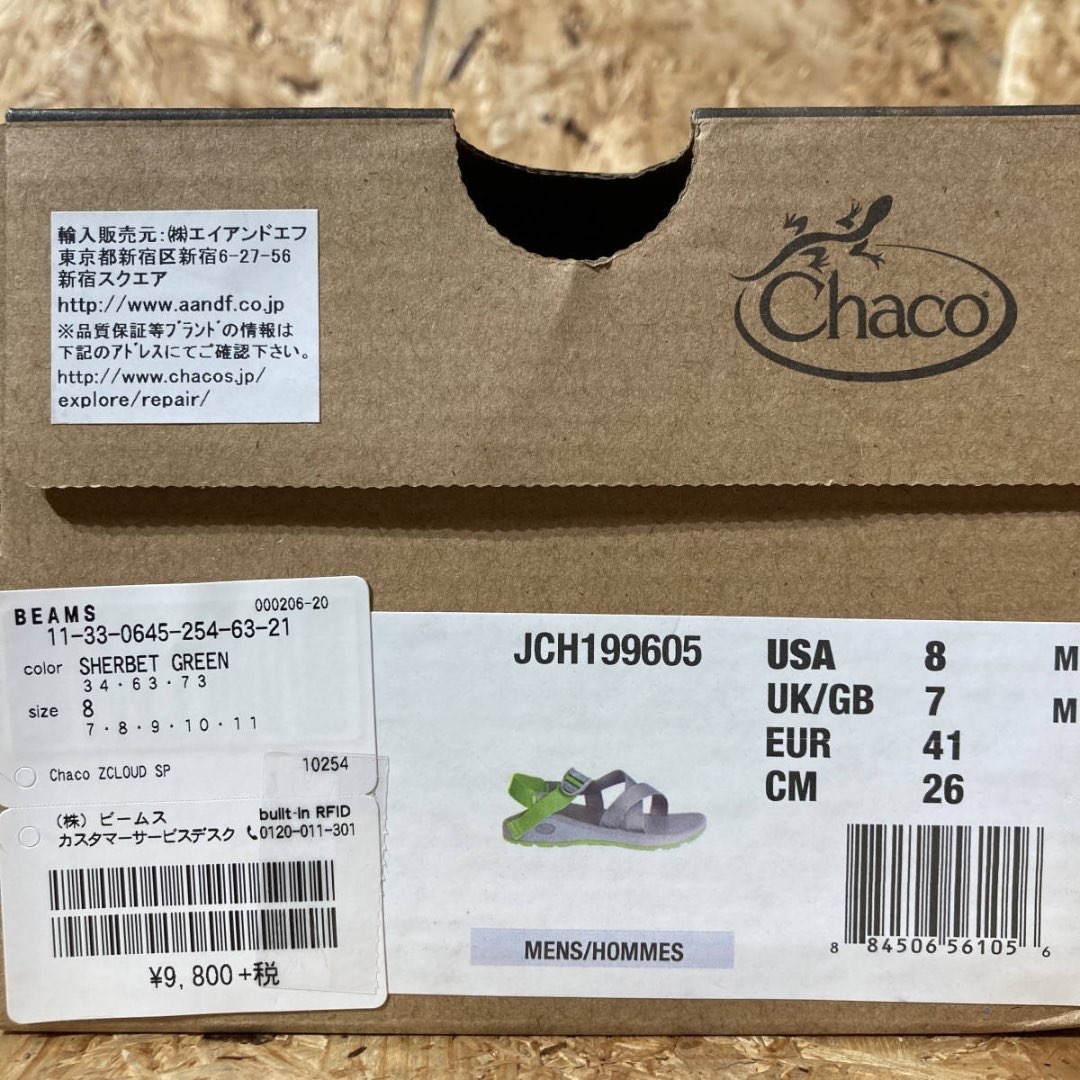 輸入販売元:㈱エイアンドエフ
東京都新宿区新宿6-27-56
新宿スクエア
http://www.aandf.co.jp
※品質保証等ﾌﾞﾗﾝﾄﾞの情報は
下記のｱﾄﾞﾚｽにてご確認下さい。
http://www.chacos.jp/
explore/repair/
Chaco
BEAMS 000206-20
11-33-0645-254-63-21
color SHERBET GREEN
34・63・73
size 8
7・8・9・10・11
Chaco ZCLOUD SP 10254
(株) ビームス built-in RFID
カスタマーサービスデスク 0120-011-301
¥9,800+税
JCH199605
USA 8 M
UK/GB 7 M
EUR 41
CM 26
MENS/HOMMES
8 84506 56105 6